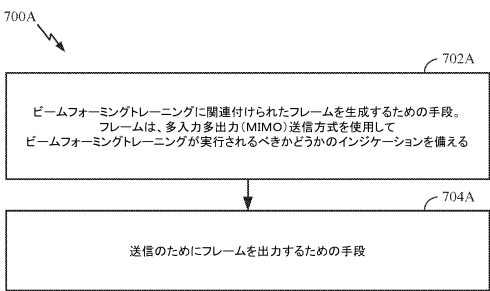 700A
702A
ビームフォーミングトレーニングに関連付けられたフレームを生成するための手段。
フレームは、多入力多出力(MIMO)送信方式を使用して
ビームフォーミングトレーニングが実行されるべきかどうかのインジケーションを備える
704A
送信のためにフレームを出力するための手段